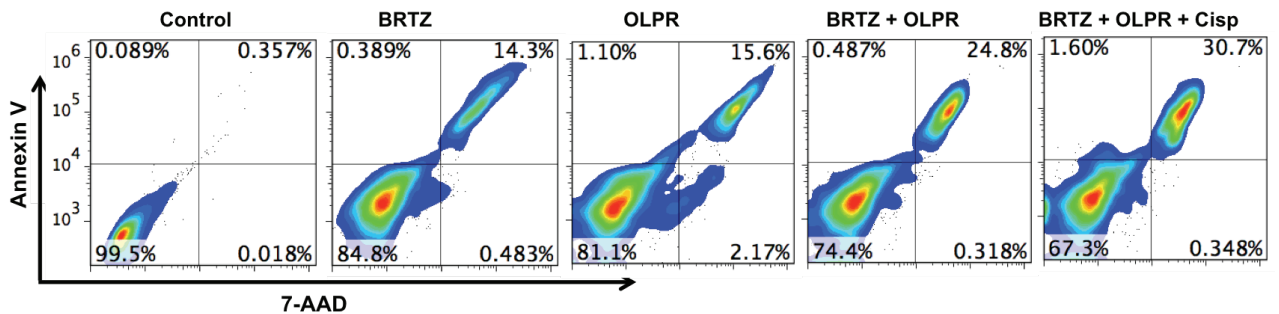 Control BRTZ OLPR BRTZ + OLPR BRTZ + OLPR + Cisp
0.089% 0.357% 0.389% 14.3% 1.10% 15.6% 0.487% 24.8% 1.60% 30.7%
10^6
10^5
10^4
10^3
Annexin V
99.5% 0.018% 84.8% 0.483% 81.1% 2.17% 74.4% 0.318% 67.3% 0.348%
7-AAD